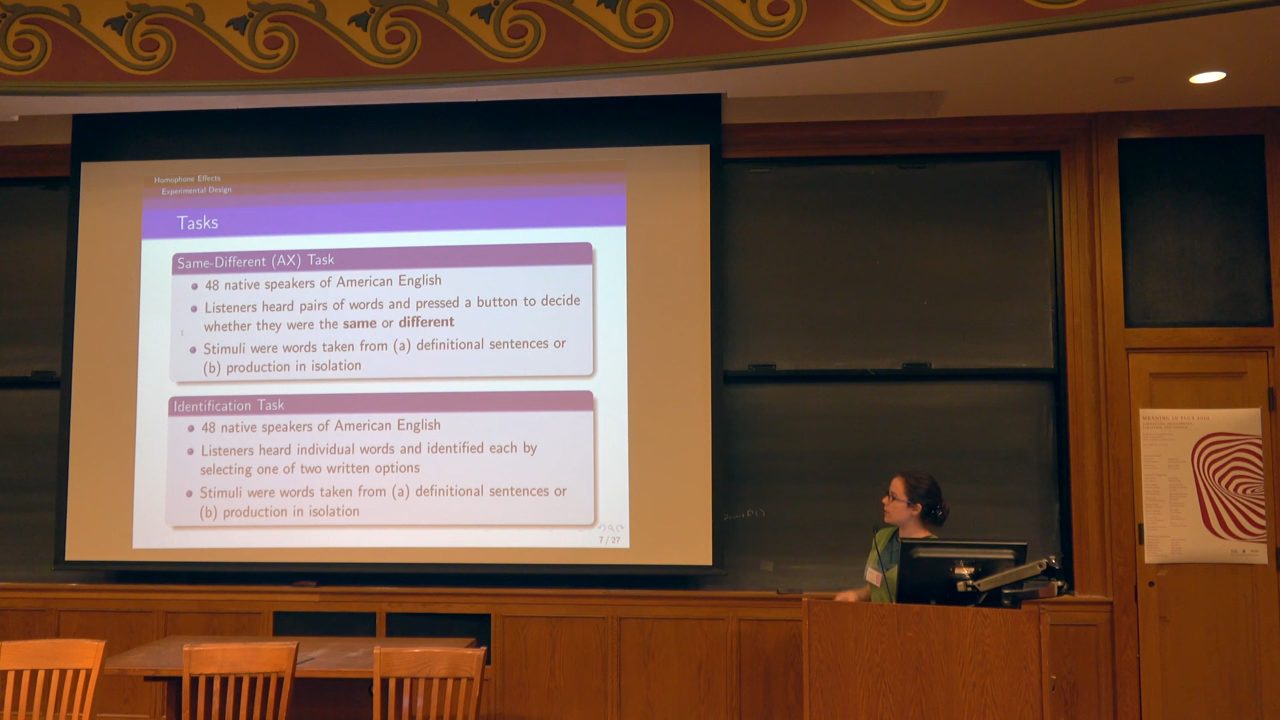 Homophone Effects
Experimental Design
Tasks
Same-Different (AX) Task
48 native speakers of American English
Listeners heard pairs of words and pressed a button to decide
whether they were the same or different
Stimuli were words taken from (a) definitional sentences or
(b) production in isolation
Identification Task
48 native speakers of American English
Listeners heard individual words and identified each by
selecting one of two written options
Stimuli were words taken from (a) definitional sentences or
(b) production in isolation
7 / 27